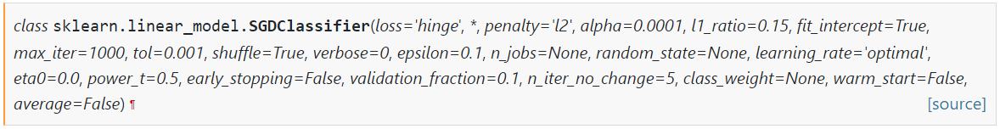 class sklearn.linear_model.SGDClassifier(loss='hinge', *, penalty='l2', alpha=0.0001, l1_ratio=0.15, fit_intercept=True,
max_iter=1000, tol=0.001, shuffle=True, verbose=0, epsilon=0.1, n_jobs=None, random_state=None, learning_rate='optimal',
eta0=0.0, power_t=0.5, early_stopping=False, validation_fraction=0.1, n_iter_no_change=5, class_weight=None, warm_start=False,
average=False) ¶ [source]